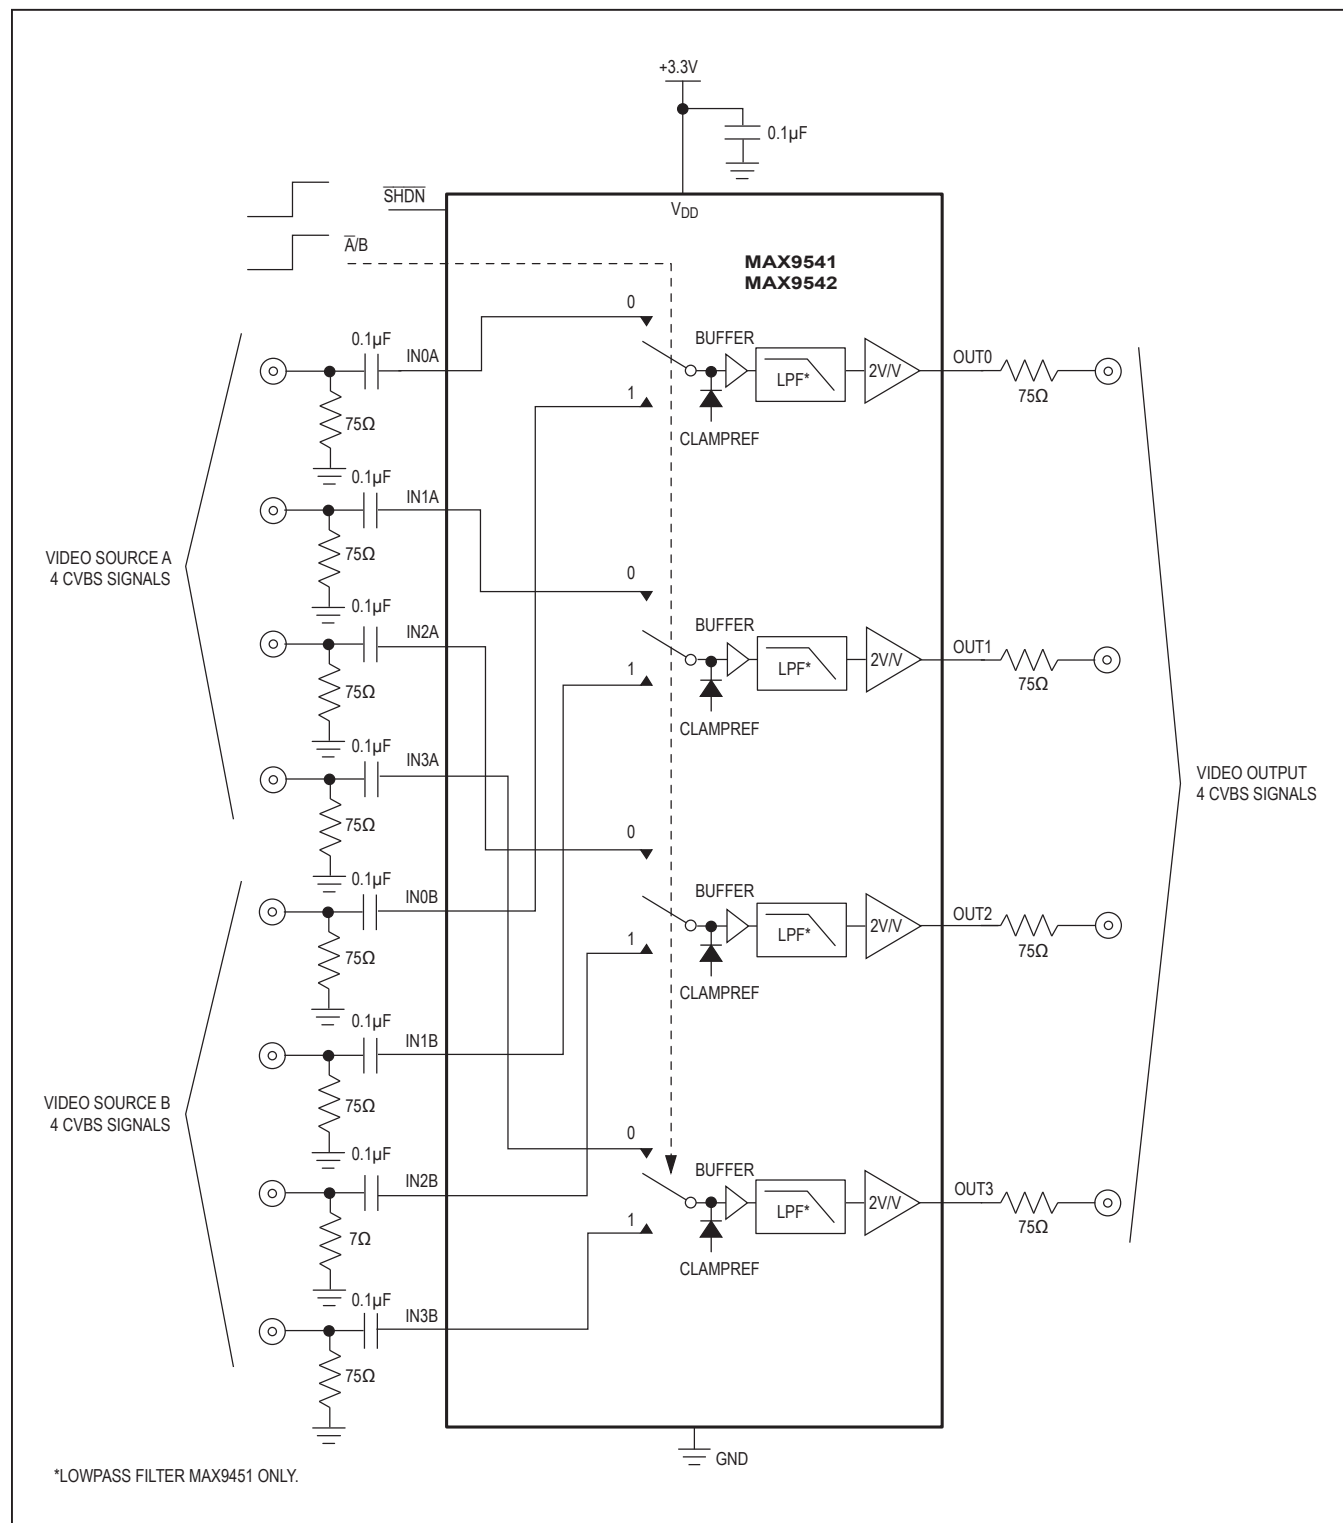 +3.3V
0.1µF
SHDN
VDD
A/B
MAX9541
MAX9542
0
0.1µF
IN0A
BUFFER
LPF*
2V/V
OUT0
75Ω
1
75Ω
CLAMPREF
0.1µF
IN1A
VIDEO SOURCE A
4 CVBS SIGNALS
75Ω
0
0.1µF
IN2A
BUFFER
LPF*
2V/V
OUT1
75Ω
1
75Ω
CLAMPREF
0.1µF
IN3A
VIDEO OUTPUT
4 CVBS SIGNALS
75Ω
0
0.1µF
IN0B
BUFFER
LPF*
2V/V
OUT2
75Ω
1
75Ω
CLAMPREF
0.1µF
IN1B
VIDEO SOURCE B
4 CVBS SIGNALS
75Ω
0
0.1µF
IN2B
BUFFER
LPF*
2V/V
OUT3
75Ω
1
7Ω
CLAMPREF
0.1µF
IN3B
75Ω
GND
*LOWPASS FILTER MAX9451 ONLY.